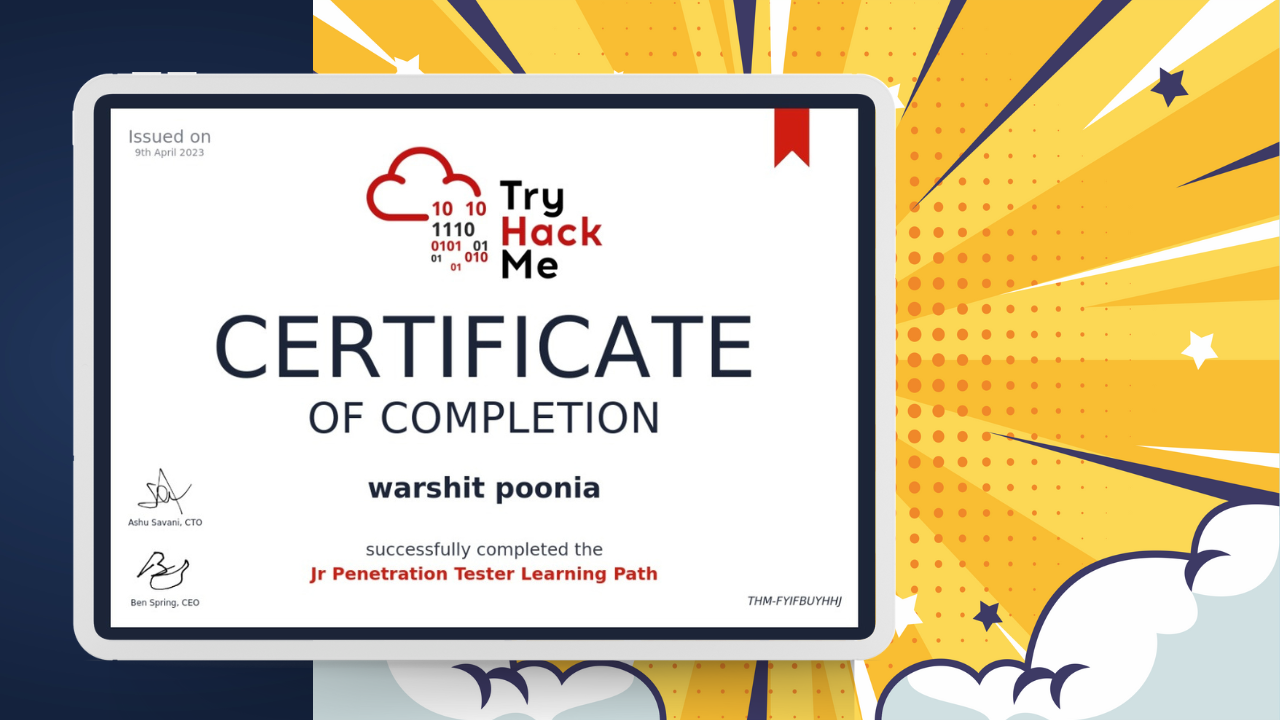 Issued on
9th April 2023
10 10
1110
0101 01
01 010
01
Try
Hack
Me
CERTIFICATE
OF COMPLETION
warshit poonia
Ashu Savani, CTO
successfully completed the
Jr Penetration Tester Learning Path
Ben Spring, CEO
THM-FYIFBUYHHJ